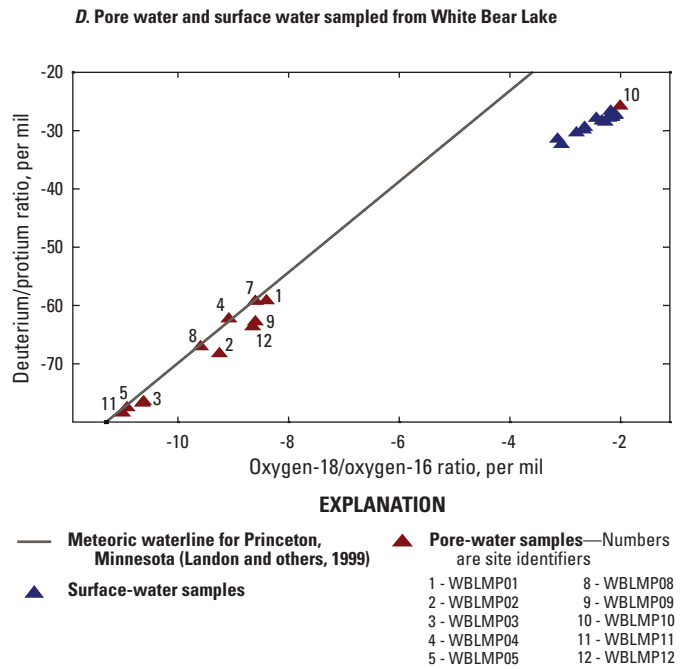 D. Pore water and surface water sampled from White Bear Lake
-20
-30
-40
-50
-60
-70
Deuterium/protium ratio, per mil
10
7
1
4
9
8
2
12
5
3
11
-10
-8
-6
-4
-2
Oxygen-18/oxygen-16 ratio, per mil
EXPLANATION
Meteoric waterline for Princeton,
Minnesota (Landon and others, 1999)
Surface-water samples
Pore-water samples—Numbers
are site identifiers
1 - WBLMP01
2 - WBLMP02
3 - WBLMP03
4 - WBLMP04
5 - WBLMP05
8 - WBLMP08
9 - WBLMP09
10 - WBLMP10
11 - WBLMP11
12 - WBLMP12